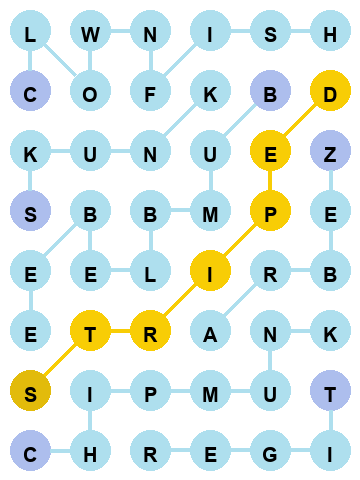 L W N I S H
C O F K B D
K U N U E Z
S B B M P E
E E L I R B
E T R A N K
S I P M U T
C H R E G I